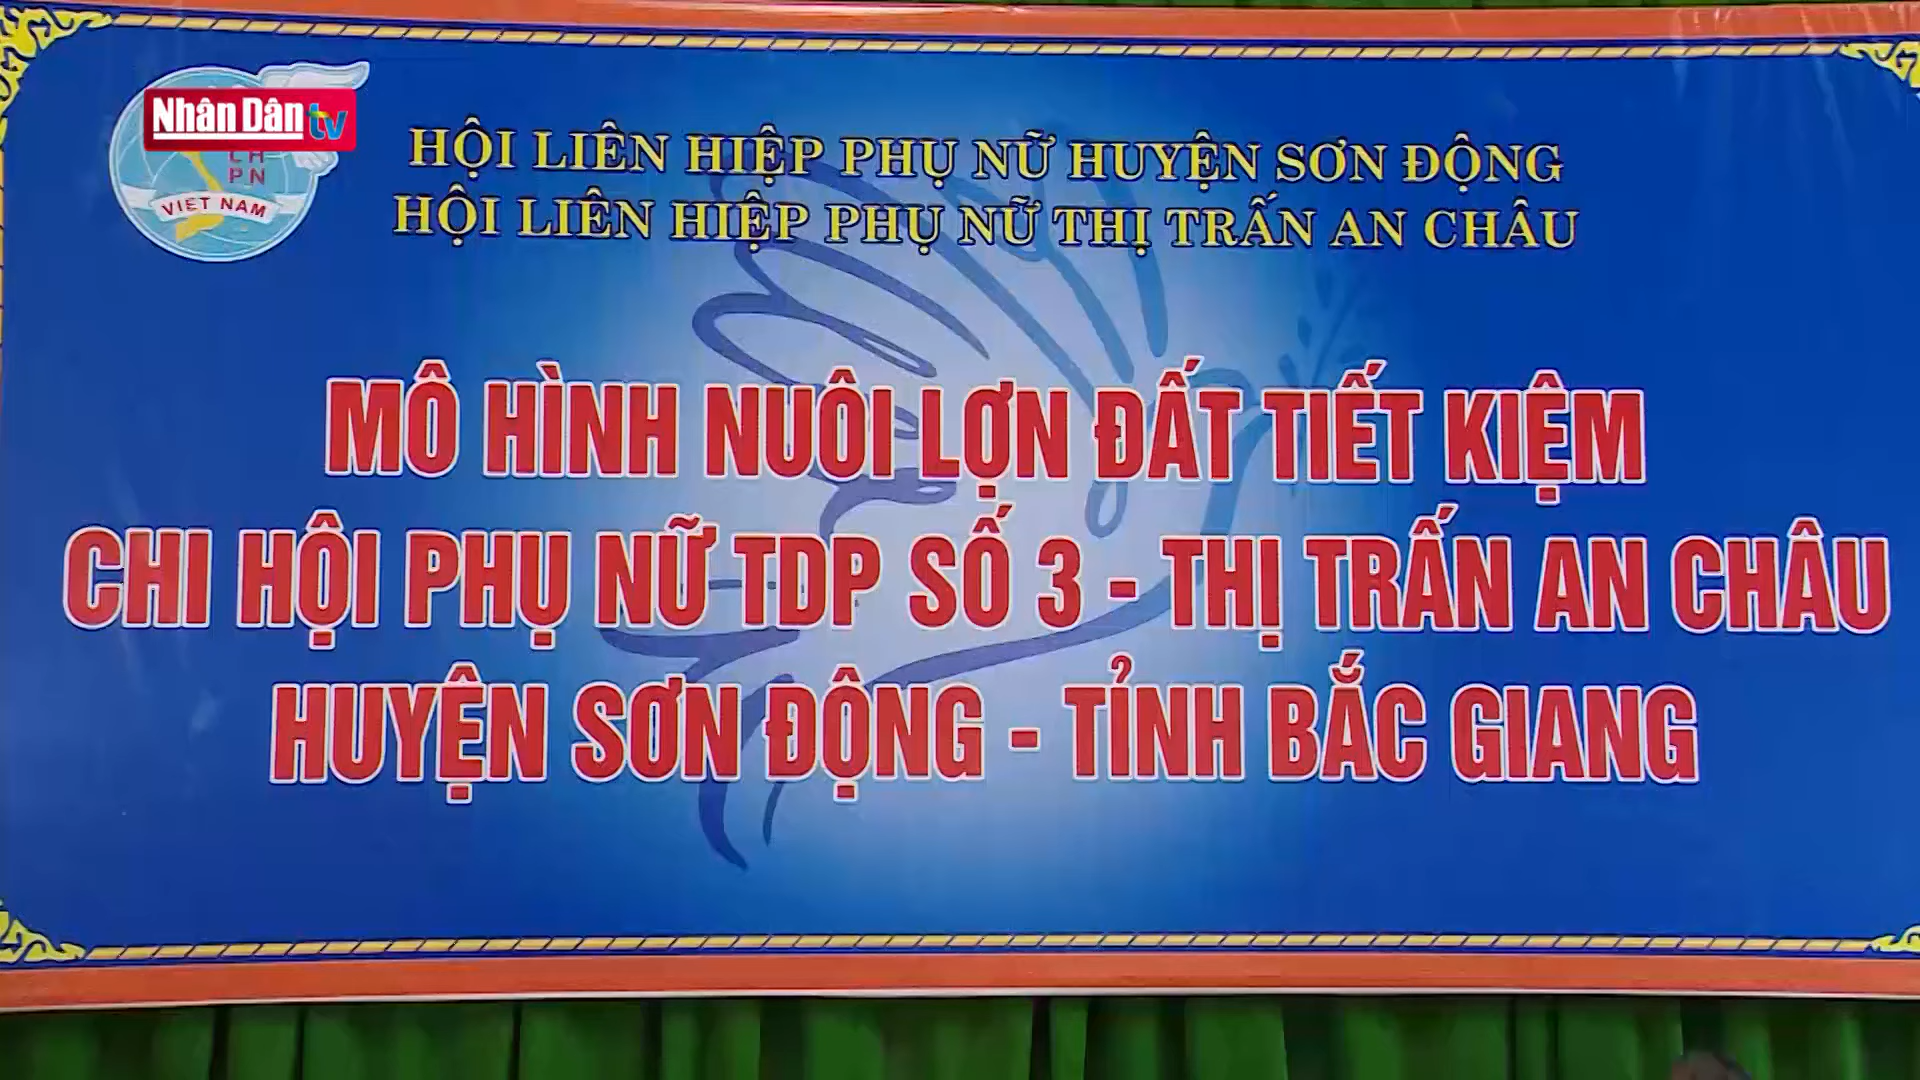 Nhân Dân tv
LH
PN
VIET NAM
HỘI LIÊN HIỆP PHỤ NỮ HUYỆN SƠN ĐỘNG
HỘI LIÊN HIỆP PHỤ NỮ THỊ TRẤN AN CHÂU
MÔ HÌNH NUÔI LỢN ĐẤT TIẾT KIỆM
CHI HỘI PHỤ NỮ TDP SỐ 3 - THỊ TRẤN AN CHÂU
HUYỆN SƠN ĐỘNG - TỈNH BẮC GIANG